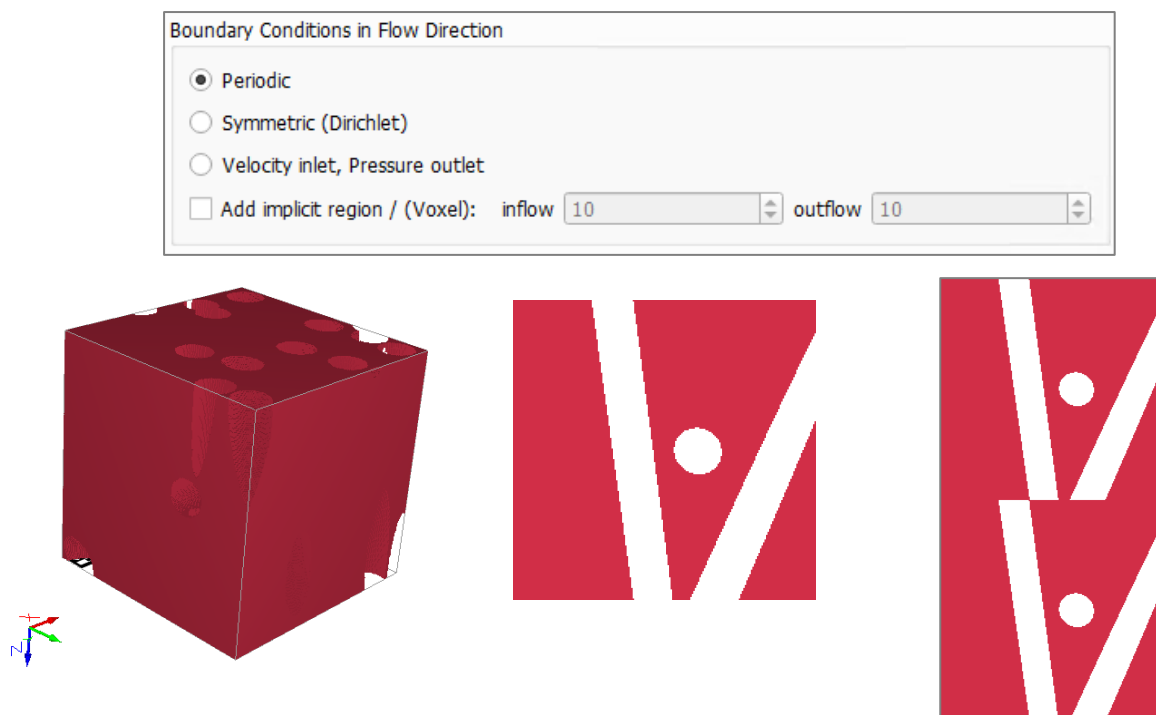 Boundary Conditions in Flow Direction
Periodic
Symmetric (Dirichlet)
Velocity inlet, Pressure outlet
Add implicit region / (Voxel): inflow 10 outflow 10
Z